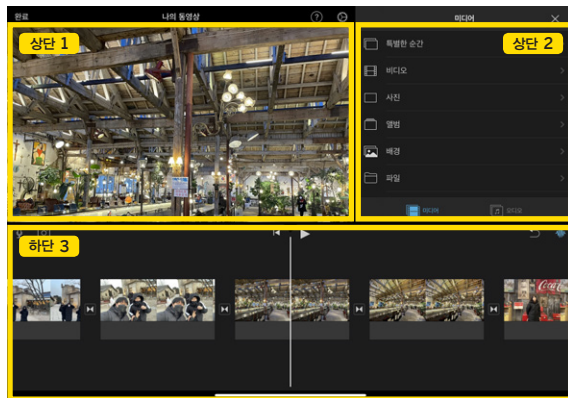 완료
나의 동영상
?
미디어
상단 1
상단 2
특별한 순간
비디오
사진
앨범
배경
파일
미디어
오디오
하단 3
Coca